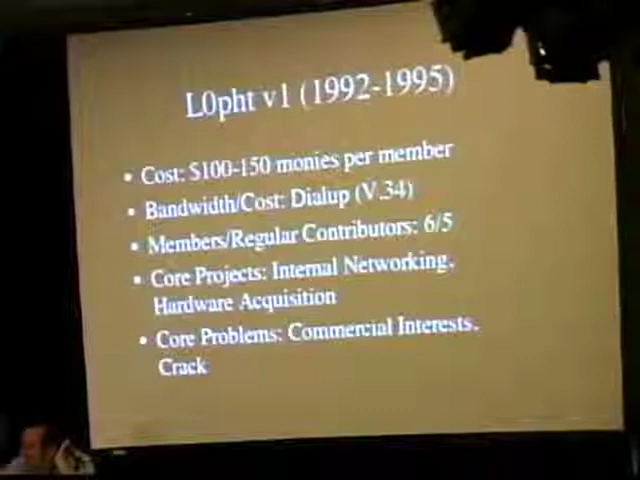 L0pht v1 (1992-1995)
• Cost: $100-150 monies per member
• Bandwidth/Cost: Dialup (V.34)
• Members/Regular Contributors: 6/5
• Core Projects: Internal Networking,
Hardware Acquisition
• Core Problems: Commercial Interests,
Crack